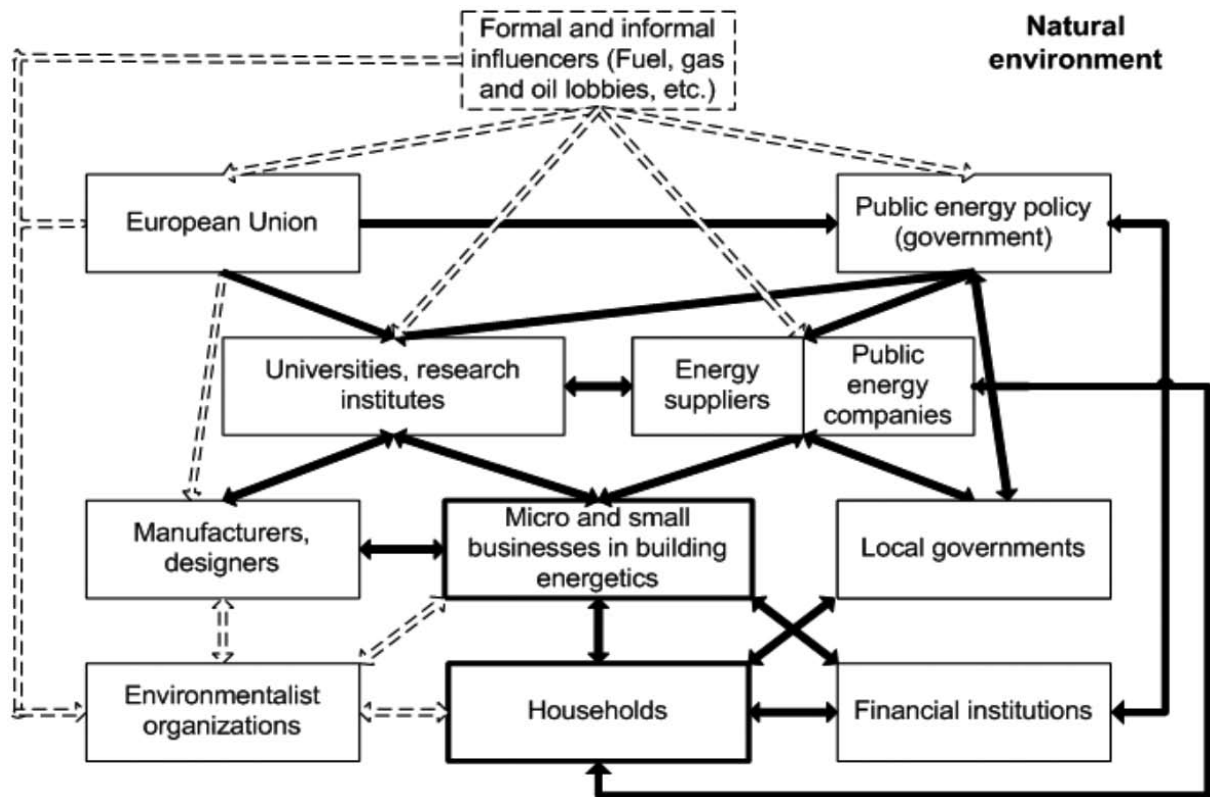 Formal and informal
influencers (Fuel, gas
and oil lobbies, etc.)
Natural
environment
European Union
Public energy policy
(government)
Universities, research
institutes
Energy
suppliers
Public
energy
companies
Manufacturers,
designers
Micro and small
businesses in building
energetics
Local governments
Environmentalist
organizations
Households
Financial institutions